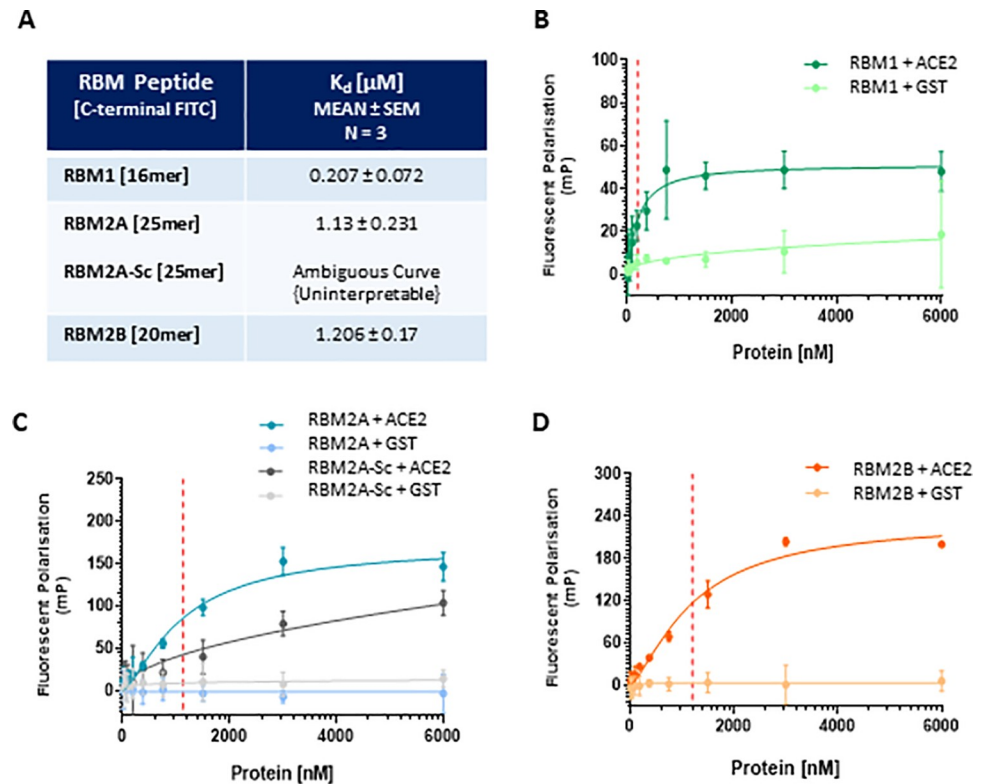 A
RBM Peptide
[C-terminal FITC]
Kd [µM]
MEAN ± SEM
N = 3
RBM1 [16mer]
0.207 ± 0.072
RBM2A [25mer]
1.13 ± 0.231
RBM2A-Sc [25mer]
Ambiguous Curve
{Uninterpretable}
RBM2B [20mer]
1.206 ± 0.17
B
RBM1 + ACE2
RBM1 + GST
Fluorescent Polarisation
(mP)
100
80
60
40
20
0
0
2000
4000
6000
Protein [nM]
C
RBM2A + ACE2
RBM2A + GST
RBM2A-Sc + ACE2
RBM2A-Sc + GST
Fluorescent Polarisation
(mP)
250
200
150
100
50
0
0
2000
4000
6000
Protein [nM]
D
RBM2B + ACE2
RBM2B + GST
Fluorescent Polarisation
(mP)
300
240
180
120
60
0
0
2000
4000
6000
Protein [nM]